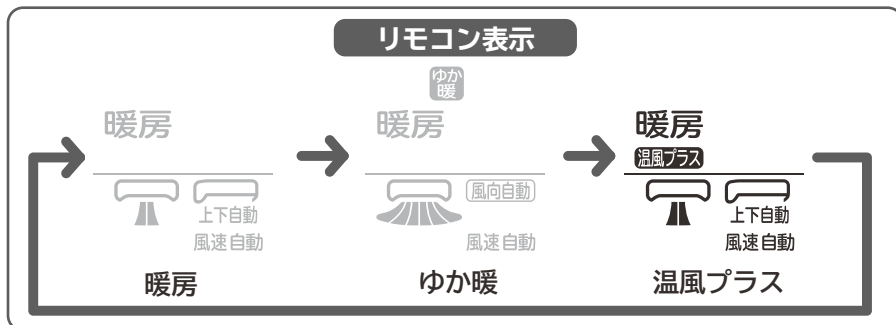 リモコン表示
ゆか
暖
暖房
暖房
暖房
温風プラス
上下自動
風速自動
風向自動
風速自動
上下自動
風速自動
暖房
ゆか暖
温風プラス